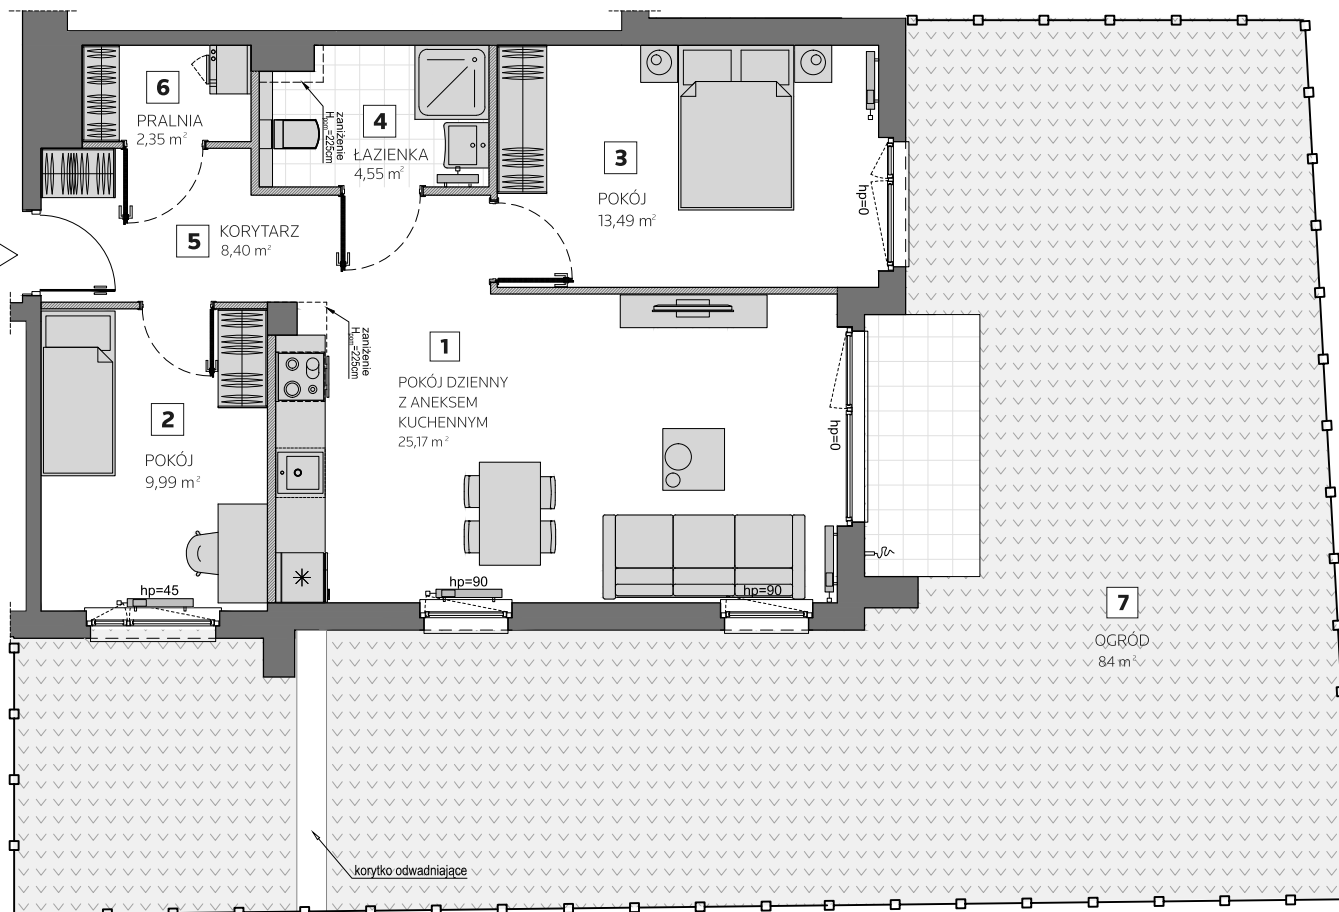 6
PRALNIA
2,35 m²
zaniżenie
Hpom=225cm
4
ŁAZIENKA
4,55 m²
3
POKÓJ
13,49 m²
hp=0
5
KORYTARZ
8,40 m²
zaniżenie
Hpom=225cm
1
POKÓJ DZIENNY
Z ANEKSEM
KUCHENNYM
25,17 m²
hp=0
2
POKÓJ
9,99 m²
hp=45
hp=90
hp=90
7
OGRÓD
84 m²
korytko odwadniające